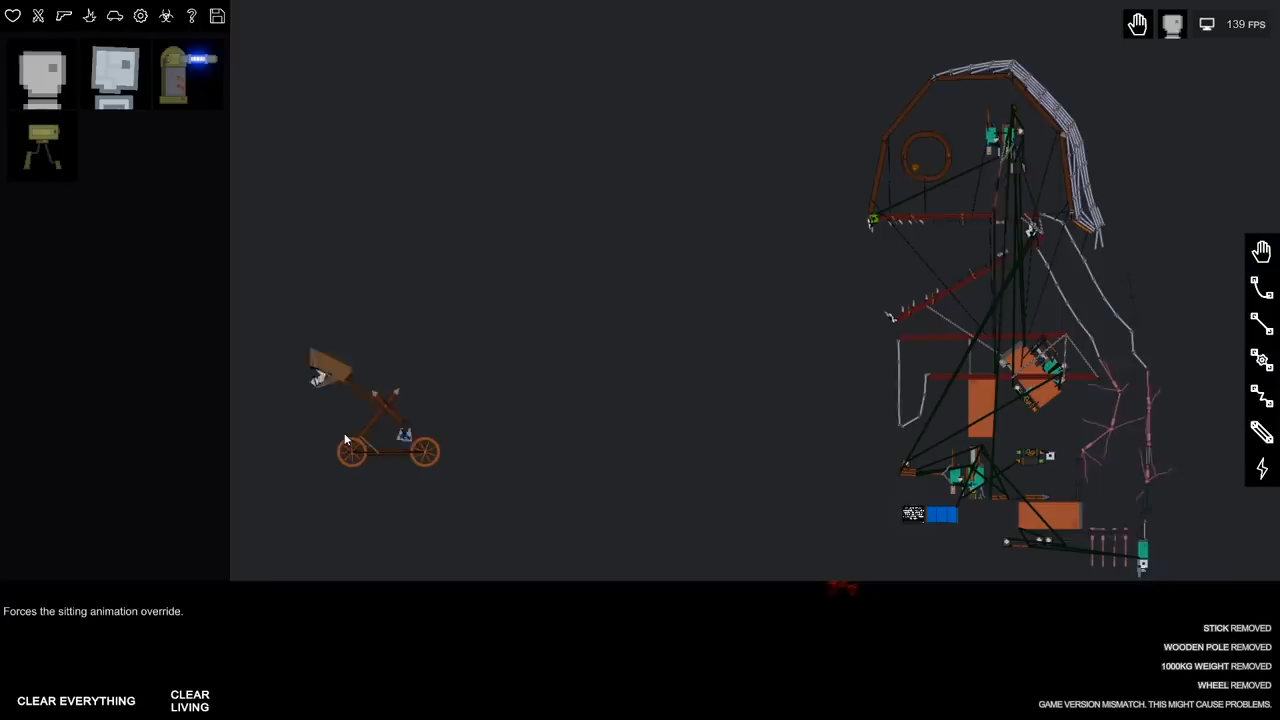 139 FPS
Forces the sitting animation override.
STICK REMOVED
WOODEN POLE REMOVED
1000KG WEIGHT REMOVED
WHEEL REMOVED
GAME VERSION MISMATCH. THIS MIGHT CAUSE PROBLEMS.
CLEAR EVERYTHING
CLEAR
LIVING